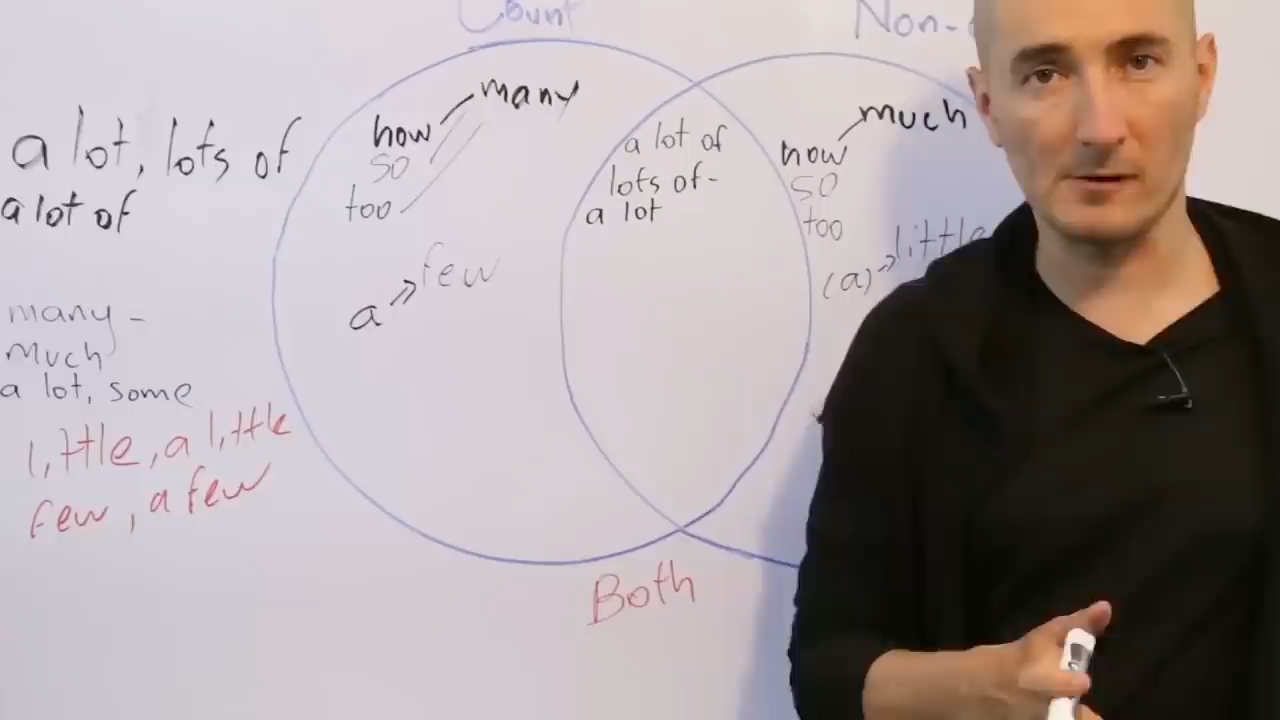 Count
Non-
a lot, lots of
a lot of
many -
much
a lot, some
little, a little
few, a few
many
how
so
too
a few
a lot of
lots of -
a lot
much
how
so
too
(a) little
Both